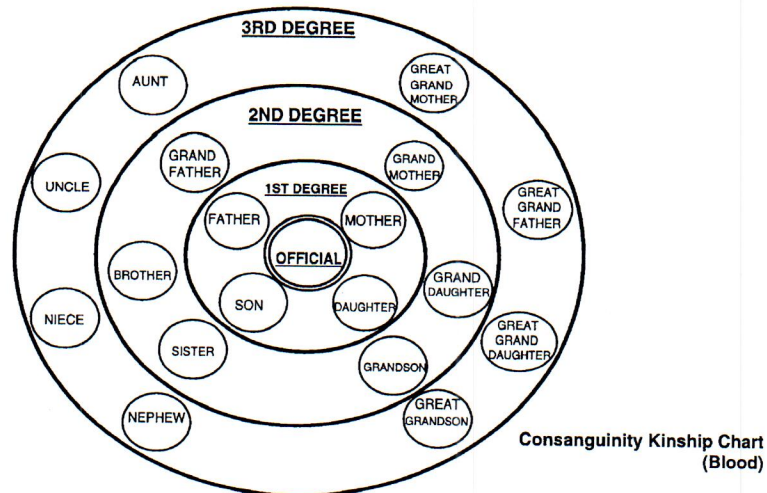 3RD DEGREE
AUNT
GREAT
GRAND
MOTHER
2ND DEGREE
GRAND
FATHER
GRAND
MOTHER
UNCLE
1ST DEGREE
GREAT
GRAND
FATHER
FATHER
MOTHER
OFFICIAL
BROTHER
GRAND
DAUGHTER
SON
DAUGHTER
NIECE
GREAT
GRAND
DAUGHTER
SISTER
GRANDSON
NEPHEW
GREAT
GRANDSON
Consanguinity Kinship Chart
(Blood)